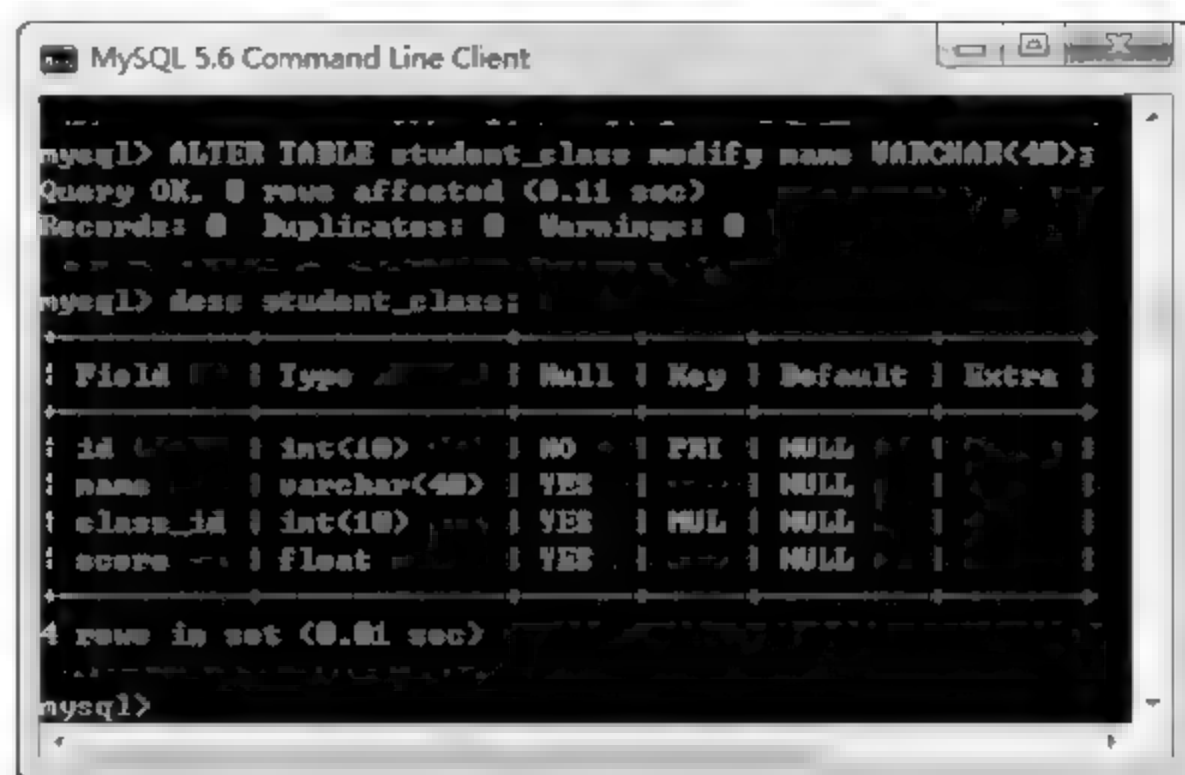 MySQL 5.6 Command Line Client
mysql> ALTER TABLE student_class modify name VARCHAR(40);
Query OK, 0 rows affected (0.11 sec)
Records: 0  Duplicates: 0  Warnings: 0
mysql> desc student_class;
| Field | Type | Null | Key | Default | Extra |
| id | int(10) | NO | PRI | NULL | |
| name | varchar(40) | YES | | NULL | |
| class_id | int(10) | YES | MUL | NULL | |
| score | float | YES | | NULL | |
4 rows in set (0.01 sec)
mysql>